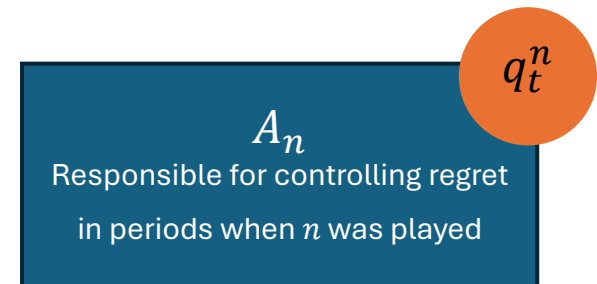 $q_t^n$
$A_n$
Responsible for controlling regret
in periods when $n$ was played